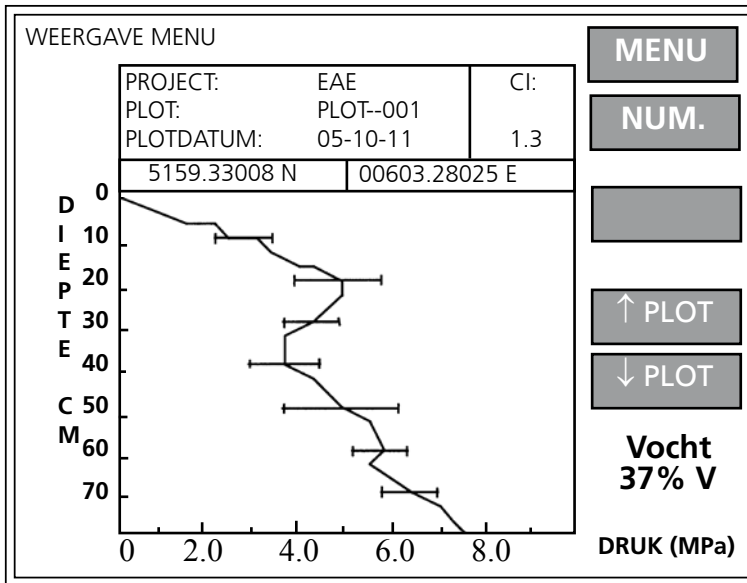 WEERGAVE MENU
PROJECT: EAE CI:
PLOT: PLOT--001
PLOTDATUM: 05-10-11 1.3
5159.33008 N 00603.28025 E
DIEPTE CM
0
10
20
30
40
50
60
70
0 2.0 4.0 6.0 8.0
MENU
NUM.
↑ PLOT
↓ PLOT
Vocht
37% V
DRUK (MPa)